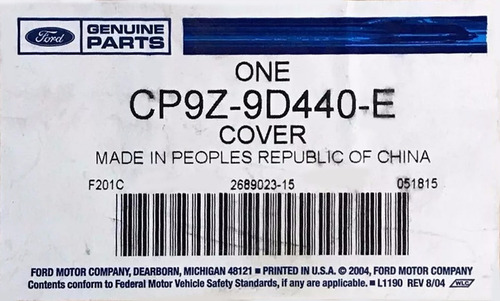 Ford
GENUINE
PARTS
ONE
CP9Z-9D440-E
COVER
MADE IN PEOPLES REPUBLIC OF CHINA
F201C 2689023-15 051815
FORD MOTOR COMPANY, DEARBORN, MICHIGAN 48121 ■ PRINTED IN U.S.A. © 2004, FORD MOTOR COMPANY
Contents conform to Federal Motor Vehicle Safety Standards, if any are applicable. ■ L1190 REV 8/04 WLC